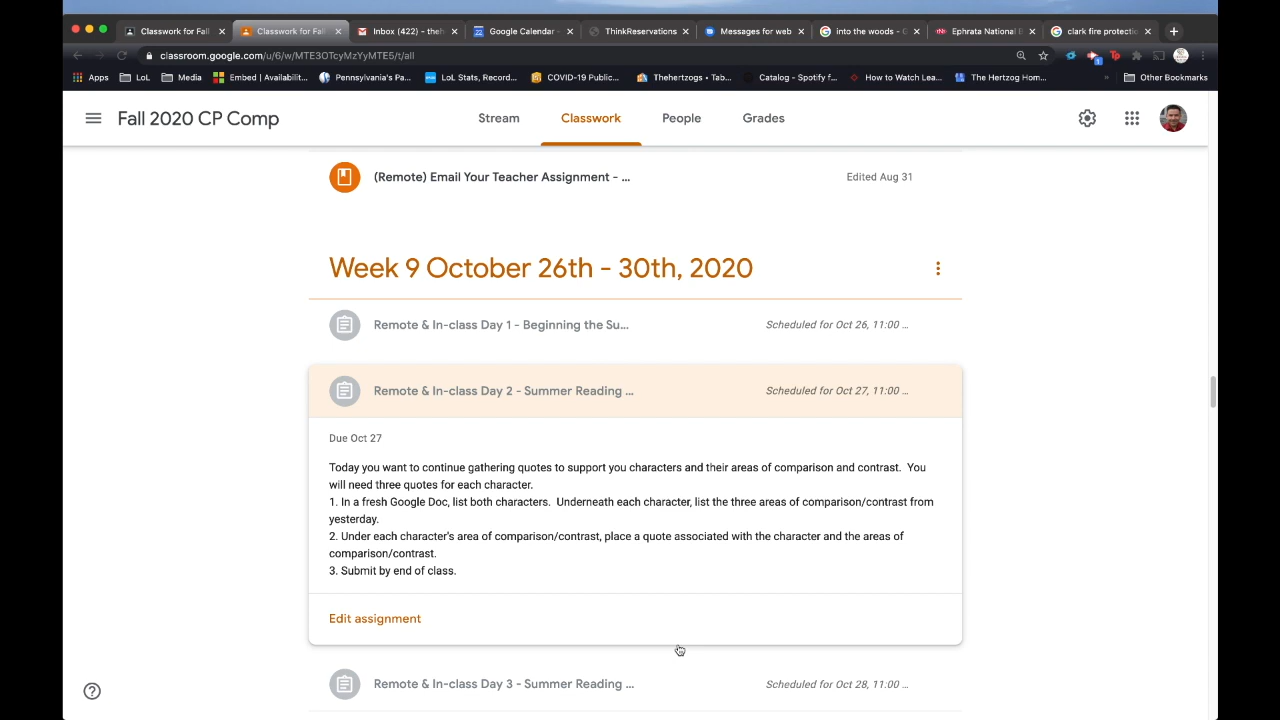 Classwork for Fall
Classwork for Fall
Inbox (422) - theh
Google Calendar -
ThinkReservations
Messages for web
into the woods - G
Ephrata National B
clark fire protecti
classroom.google.com/u/6/w/MTE3OTcyMzYyMTE5/t/all
Apps
LoL
Media
Embed | Availabilit...
Pennsylvania's Pa...
LoL Stats, Record...
COVID-19 Public...
Thehertzogs • Tab...
Catalog - Spotify f...
How to Watch Lea...
The Hertzog Hom...
»
Other Bookmarks
Fall 2020 CP Comp
Stream
Classwork
People
Grades
(Remote) Email Your Teacher Assignment - ...
Edited Aug 31
Week 9 October 26th - 30th, 2020
Remote & In-class Day 1 - Beginning the Su...
Scheduled for Oct 26, 11:00 ...
Remote & In-class Day 2 - Summer Reading ...
Scheduled for Oct 27, 11:00 ...
Due Oct 27
Today you want to continue gathering quotes to support you characters and their areas of comparison and contrast. You
will need three quotes for each character.
1. In a fresh Google Doc, list both characters. Underneath each character, list the three areas of comparison/contrast from
yesterday.
2. Under each character's area of comparison/contrast, place a quote associated with the character and the areas of
comparison/contrast.
3. Submit by end of class.
Edit assignment
Remote & In-class Day 3 - Summer Reading ...
Scheduled for Oct 28, 11:00 ...